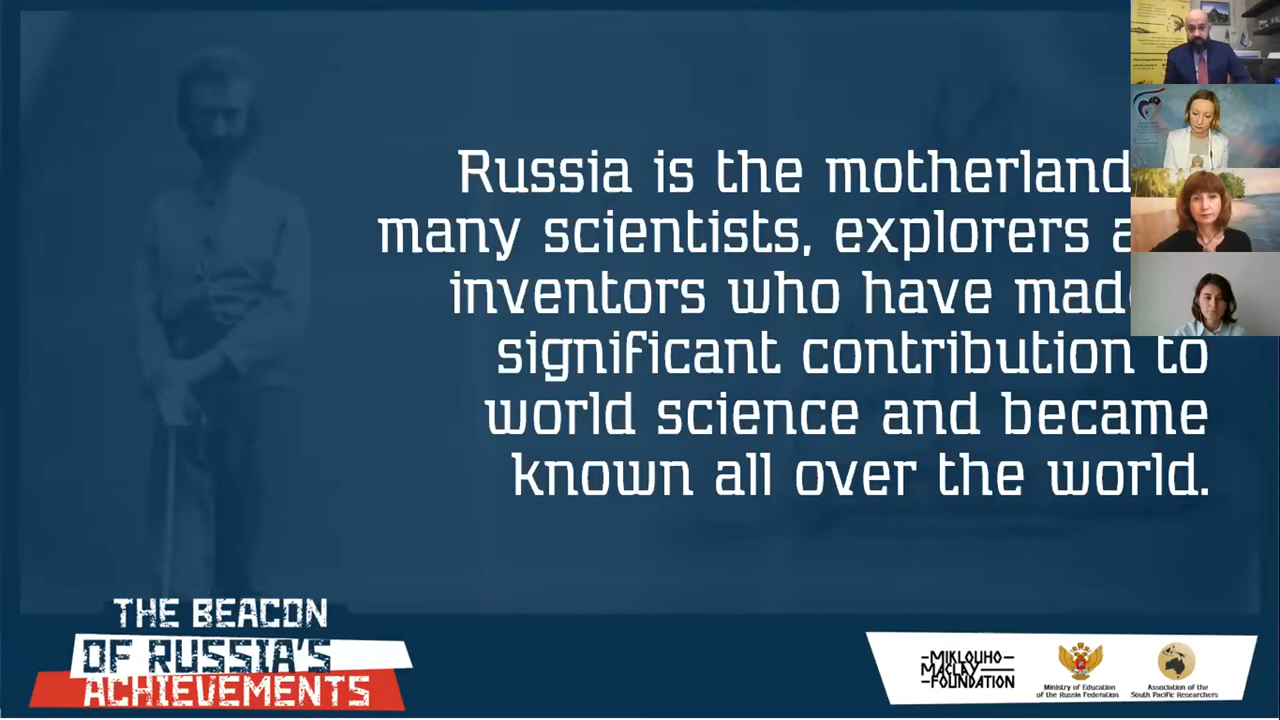 Russia is the motherland
many scientists, explorers
inventors who have
significant contribution to
world science and became
known all over the world.
THE BEACON
OF RUSSIA'S
ACHIEVEMENTS
MIKLOUHO
MACLAY
FOUNDATION
Ministry of Education
of the Russia Federation
Association of the
South Pacific Researchers